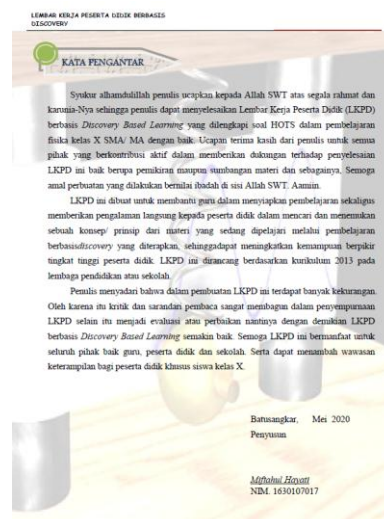 LEMBAR KERJA PESERTA DIDIK BERBASIS
DISCOVERY
KATA PENGANTAR
Syukur alhamdulillah penulis ucapkan kepada Allah SWT atas segala rahmat dan
karunia-Nya sehingga penulis dapat menyelesaikan Lembar Kerja Peserta Didik (LKPD)
berbasis Discovery Based Learning yang dilengkapi soal HOTS dalam pembelajaran
fisika kelas X SMA/ MA dengan baik. Ucapan terima kasih dari penulis untuk semua
pihak yang berkontribusi aktif dalam memberikan dukungan terhadap penyelesaian
LKPD ini baik berupa pemikiran maupun sumbangan materi dan sebagainya. Semoga
amal perbuatan yang dilakukan bernilai ibadah di sisi Allah SWT. Aamiin.
LKPD ini dibuat untuk membantu guru dalam menyiapkan pembelajaran sekaligus
memberikan pengalaman langsung kepada peserta didik dalam mencari dan menemukan
sebuah konsep/ prinsip dari materi yang sedang dipelajari melalui pembelajaran
berbasisdiscovery yang diterapkan, sehinggadapat meningkatkan kemampuan berpikir
tingkat tinggi peserta didik. LKPD ini dirancang berdasarkan kurikulum 2013 pada
lembaga pendidikan atau sekolah.
Penulis menyadari bahwa dalam pembuatan LKPD ini terdapat banyak kekurangan.
Oleh karena itu kritik dan sarandari pembaca sangat membagun dalam penyempurnaan
LKPD selain itu menjadi evaluasi atau perbaikan nantinya dengan demikian LKPD
berbasis Discovery Based Learning semakin baik. Semoga LKPD ini bermanfaat untuk
seluruh pihak baik guru, peserta didik dan sekolah. Serta dapat menambah wawasan
keterampilan bagi peserta didik khusus siswa kelas X.
Batusangkar, Mei 2020
Penyusun
Miftahul Hayati
NIM. 1630107017